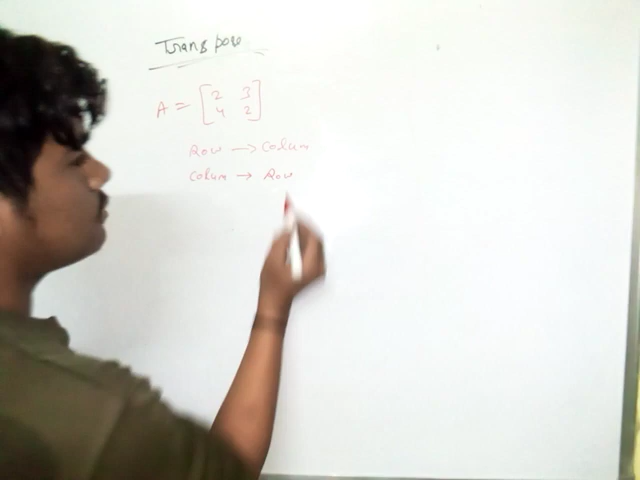 Transpose
A = [2 3
4 2]
Row → Colum
Colum → Row